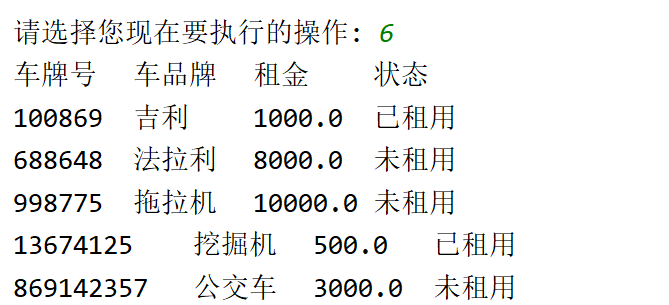 请选择您现在要执行的操作: 6
车牌号 车品牌 租金 状态
100869 吉利 1000.0 已租用
688648 法拉利 8000.0 未租用
998775 拖拉机 10000.0 未租用
13674125 挖掘机 500.0 已租用
869142357 公交车 3000.0 未租用